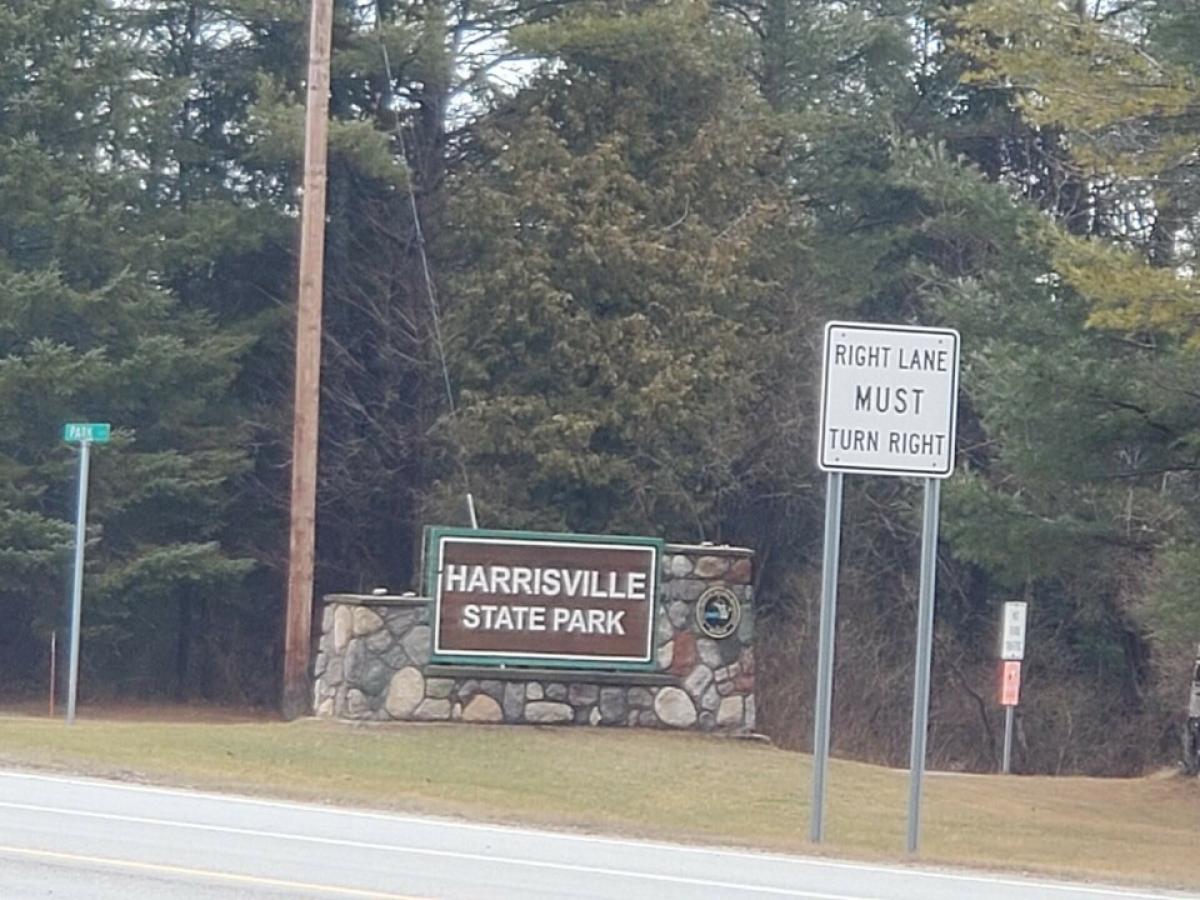 PARK
RIGHT LANE
MUST
TURN RIGHT
HARRISVILLE
STATE PARK